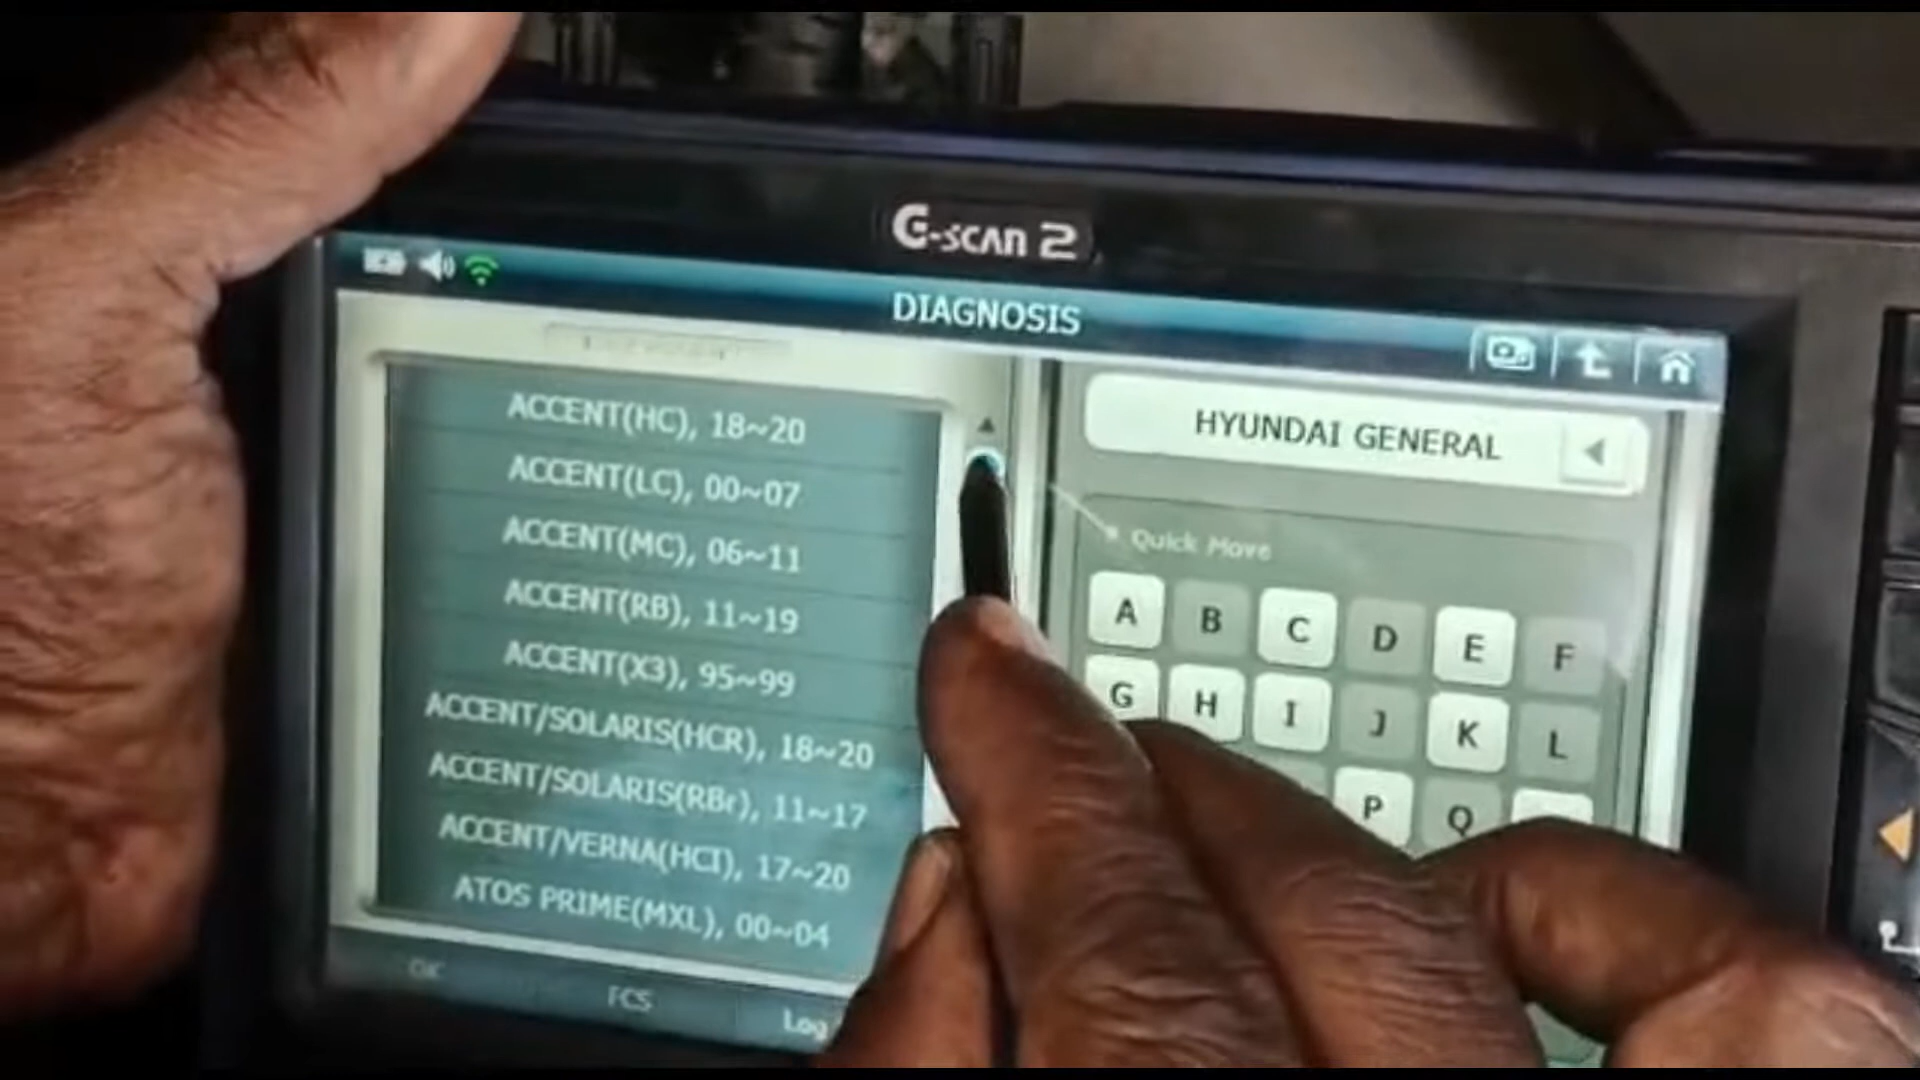 G-scan 2
DIAGNOSIS
ACCENT(HC), 18~20
ACCENT(LC), 00~07
ACCENT(MC), 06~11
ACCENT(RB), 11~19
ACCENT(X3), 95~99
ACCENT/SOLARIS(HCR), 18~20
ACCENT/SOLARIS(RBr), 11~17
ACCENT/VERNA(HCI), 17~20
ATOS PRIME(MXL), 00~04
OK FCS Log
HYUNDAI GENERAL
Quick Move
A B C D E F
G H I J K L
P Q